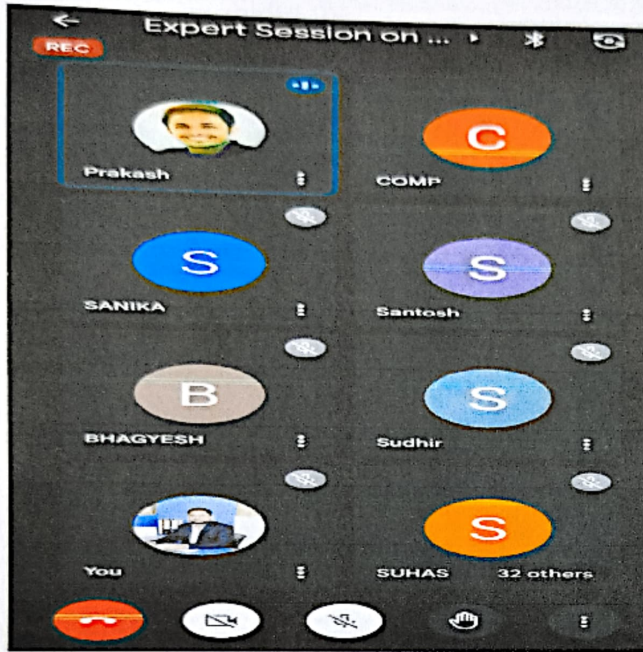 Expert Session on ...
REC
Prakash
C
COMP
S
SANIKA
S
Santosh
B
BHAGYESH
S
Sudhir
You
S
SUHAS 32 others